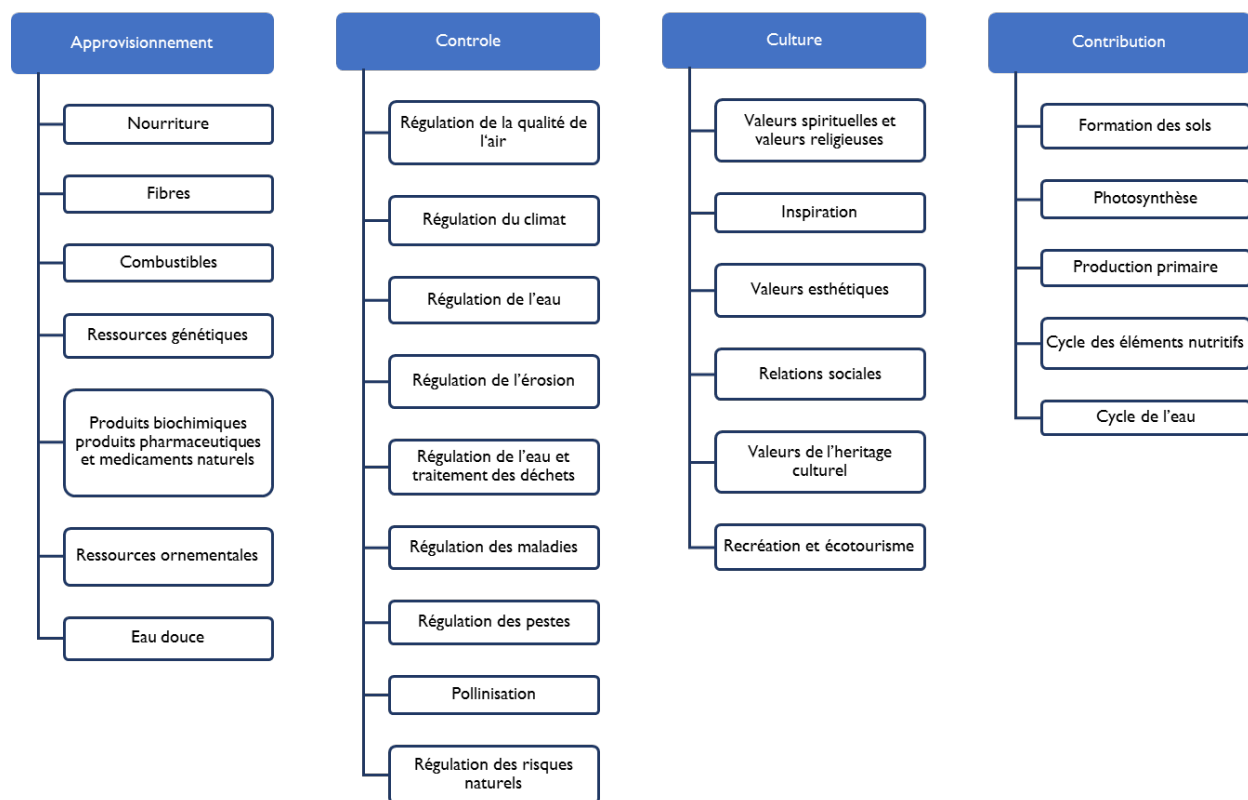 Approvisionnement
Nourriture
Fibres
Combustibles
Ressources génétiques
Produits biochimiques
produits pharmaceutiques
et medicaments naturels
Ressources ornementales
Eau douce
Controle
Régulation de la qualité de
l'air
Régulation du climat
Régulation de l'eau
Régulation de l'érosion
Régulation de l'eau et
traitement des déchets
Régulation des maladies
Régulation des pestes
Pollinisation
Régulation des risques
naturels
Culture
Valeurs spirituelles et
valeurs religieuses
Inspiration
Valeurs esthétiques
Relations sociales
Valeurs de l'heritage
culturel
Recréation et écotourisme
Contribution
Formation des sols
Photosynthèse
Production primaire
Cycle des éléments nutritifs
Cycle de l'eau